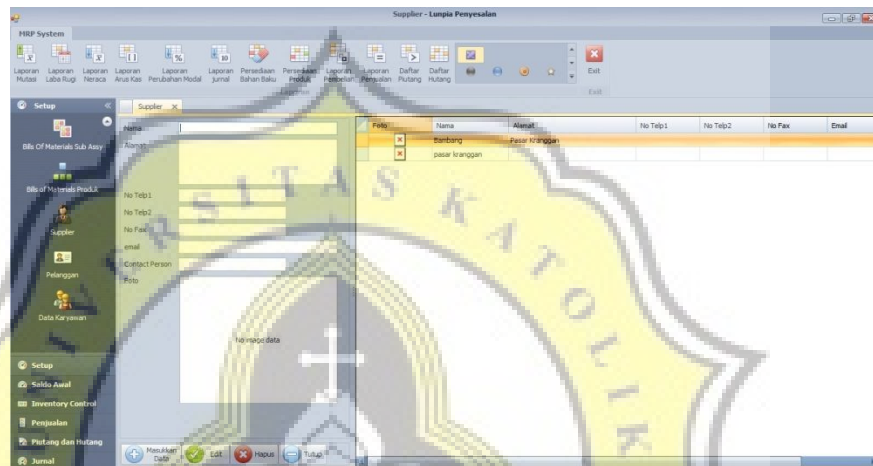 Supplier - Lunpia Penyesalan
MRP System
Laporan Mutasi
Laporan Laba Rugi
Laporan Neraca
Laporan Arus Kas
Laporan Perubahan Modal
Laporan jurnal
Persediaan Bahan Baku
Persediaan Produk
Laporan Pembelian
Laporan Penjualan
Daftar Piutang
Daftar Hutang
Exit
Exit
Setup
Supplier
Bills Of Materials Sub Assy
Bills of Materials Produk
Supplier
Pelanggan
Data Karyawan
Setup
Saldo Awal
Inventory Control
Penjualan
Piutang dan Hutang
Jurnal
Nama
Alamat
No Telp1
No Telp2
No Fax
email
Contact Person
Foto
No image data
Masukkan Data
Edit
Hapus
Tutup
Foto Nama Alamat No Telp1 No Telp2 No Fax Email
Bambang Pasar Kranggan
pasar kranggan
ERSITAS KATOLIK